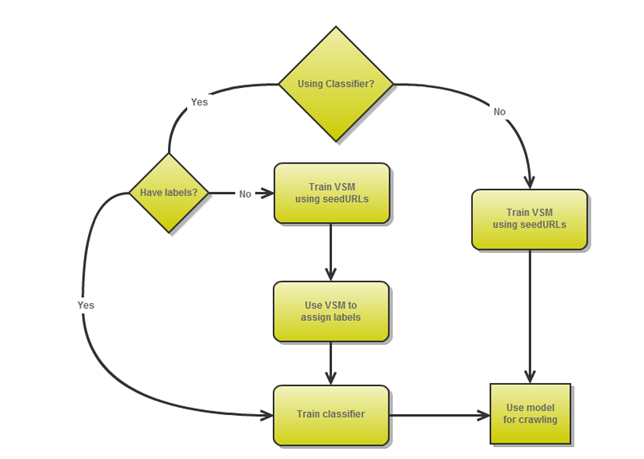 Using Classifier?
Yes
No
Have labels?
No
Train VSM
using seedURLs
Train VSM
using seedURLs
Yes
Use VSM to
assign labels
Train classifier
Use model
for crawling